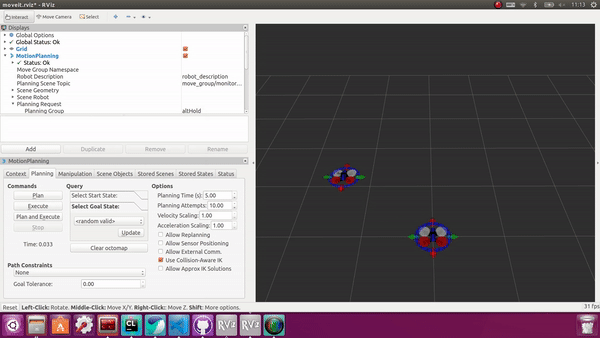 moveit.rviz* - RViz
11:13
Interact Move Camera Select
Displays
Global Options
Global Status: Ok
Grid
MotionPlanning
Status: Ok
Move Group Namespace
Robot Description robot_description
Planning Scene Topic move_group/monitor...
Scene Geometry
Scene Robot
Planning Request
Planning Group altHold
Add Duplicate Remove Rename
MotionPlanning
Context Planning Manipulation Scene Objects Stored Scenes Stored States Status
Commands Query Options
Plan Select Start State: Planning Time (s): 5.00
Execute Select Goal State: Planning Attempts: 10.00
Plan and Execute <random valid> Velocity Scaling: 1.00
Stop Update Acceleration Scaling: 1.00
Time: 0.033 Clear octomap Allow Replanning
Allow Sensor Positioning
Allow External Comm.
Path Constraints Use Collision-Aware IK
None Allow Approx IK Solutions
Goal Tolerance: 0.00
Reset Left-Click: Rotate. Middle-Click: Move X/Y. Right-Click: Move Z. Shift: More options. 31 fps
CL RViz RViz